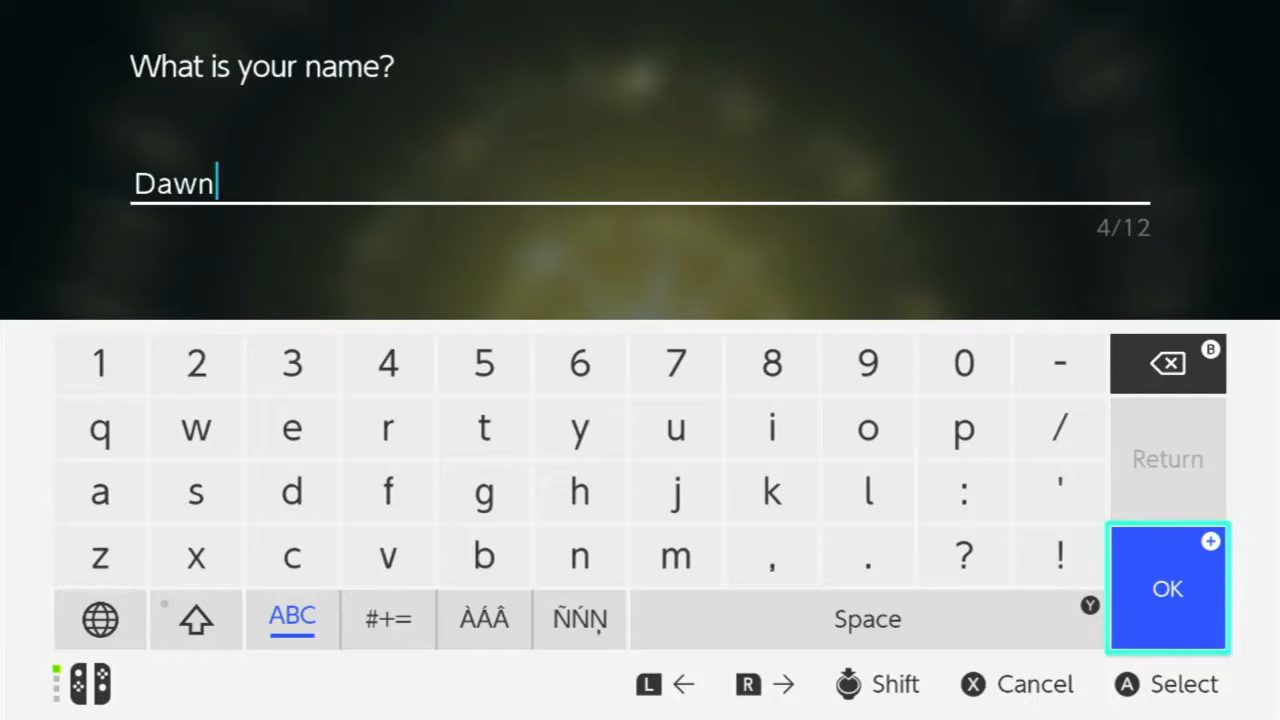 What is your name?
Dawn
4/12
1 2 3 4 5 6 7 8 9 0 - B
q w e r t y u i o p /
Return
a s d f g h j k l : '
z x c v b n m , . ? ! +
OK
ABC #+= ÀÁÂ ÑŃŅ Space Y
L ← R → Shift X Cancel A Select